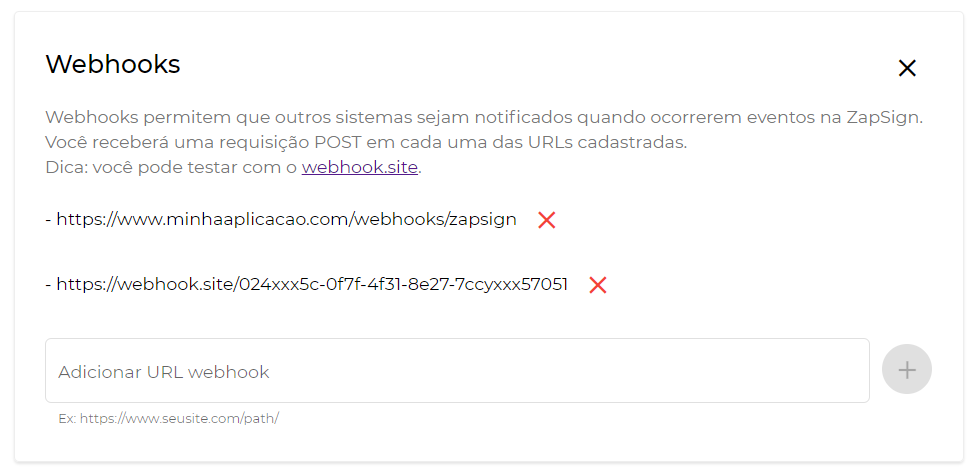 Webhooks
Webhooks permitem que outros sistemas sejam notificados quando ocorrerem eventos na ZapSign.
Você receberá uma requisição POST em cada uma das URLs cadastradas.
Dica: você pode testar com o webhook.site.
- https://www.minhaaplicacao.com/webhooks/zapsign
- https://webhook.site/024xxx5c-0f7f-4f31-8e27-7ccyxxx57051
Adicionar URL webhook
Ex: https://www.seusite.com/path/